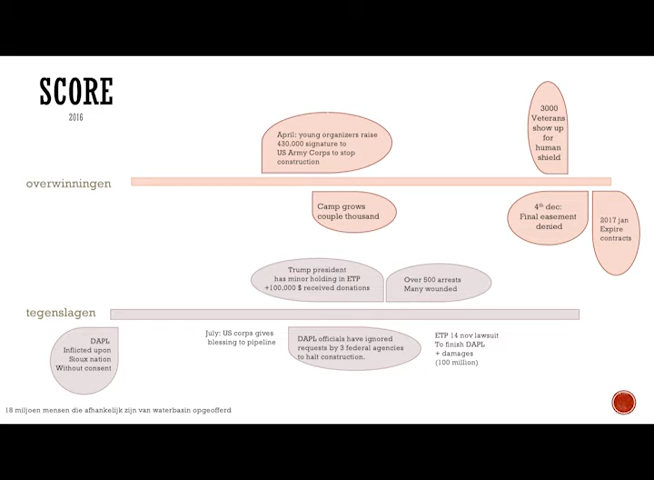 SCORE
2016
April: young organizers raise
430.000 signature to
US Army Corps to stop
construction
3000
Veterans
show up
for
human
shield
overwinningen
Camp grows
couple thousand
4th dec:
Final easement
denied
2017 jan
Expire
contracts
Trump president
has minor holding in ETP
+100,000 $ received donations
Over 500 arrests
Many wounded
tegenslagen
DAPL
Inflicted upon
Sioux nation
Without consent
July: US corps gives
blessing to pipeline
DAPL officials have ignored
requests by 3 federal agencies
to halt construction.
ETP 14 nov lawsuit
To finish DAPL
+ damages
(100 million)
18 miljoen mensen die afhankelijk zijn van waterbasin opgeofferd